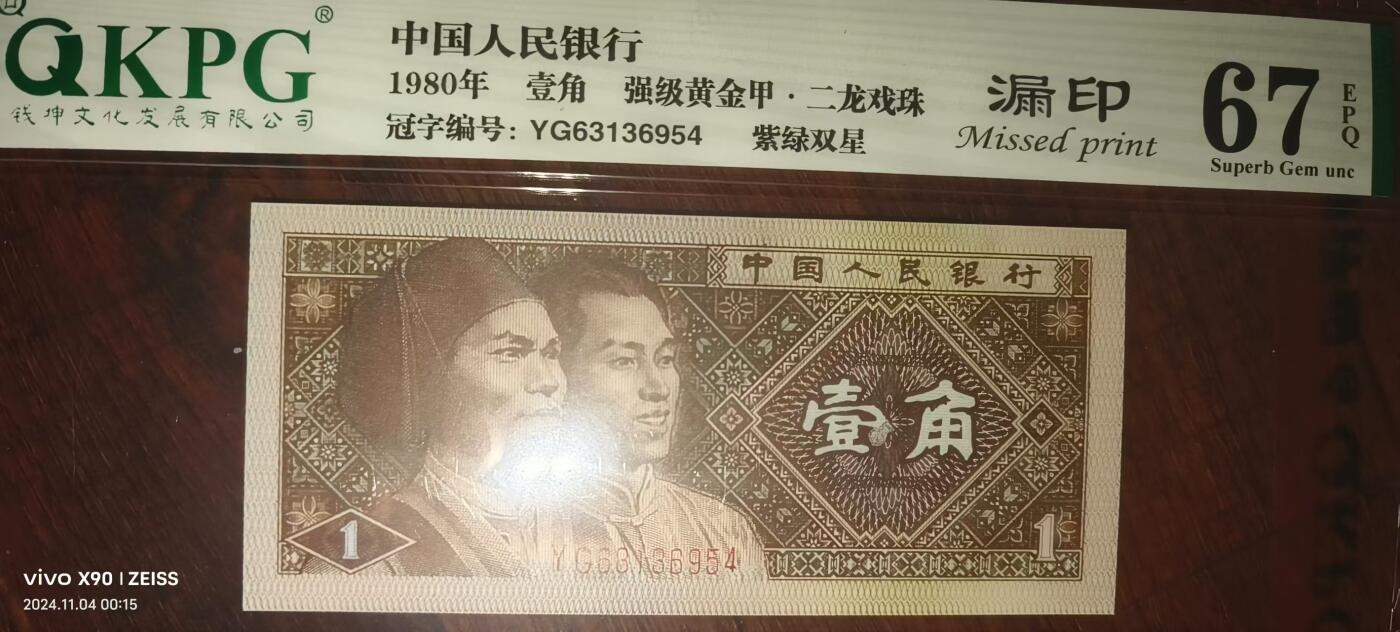 QKPG®
钱坤文化发展有限公司
中国人民银行
1980年 壹角 强级黄金甲·二龙戏珠
冠字编号: YG63136954 紫绿双星
漏印
Missed print
67
EPQ
Superb Gem unc
中国人民银行
壹角
1
1
YG63136954
vivo X90 | ZEISS
2024.11.04 00:15